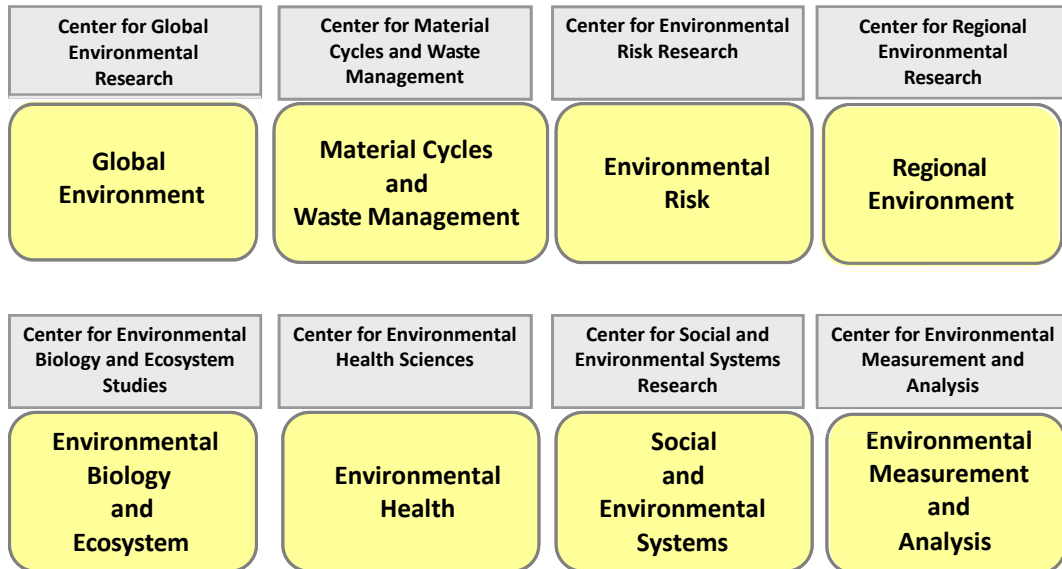 Center for Global
Environmental
Research
Global
Environment
Center for Material
Cycles and Waste
Management
Material Cycles
and
Waste Management
Center for Environmental
Risk Research
Environmental
Risk
Center for Regional
Environmental
Research
Regional
Environment
Center for Environmental
Biology and Ecosystem
Studies
Environmental
Biology
and
Ecosystem
Center for Environmental
Health Sciences
Environmental
Health
Center for Social and
Environmental Systems
Research
Social
and
Environmental
Systems
Center for Environmental
Measurement and
Analysis
Environmental
Measurement
and
Analysis